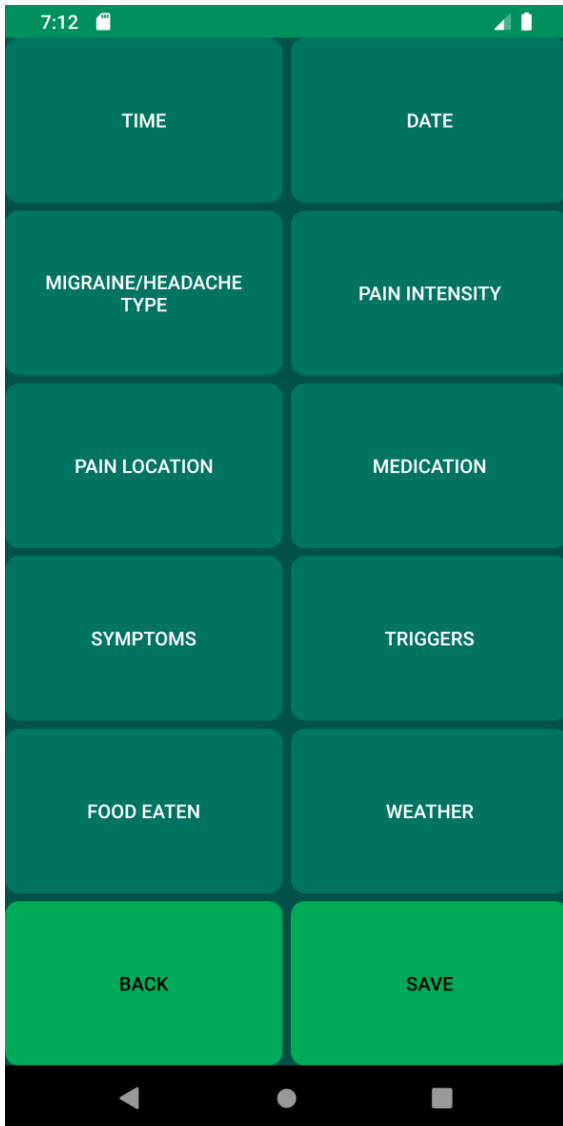 7:12
TIME
DATE
MIGRAINE/HEADACHE
TYPE
PAIN INTENSITY
PAIN LOCATION
MEDICATION
SYMPTOMS
TRIGGERS
FOOD EATEN
WEATHER
BACK
SAVE